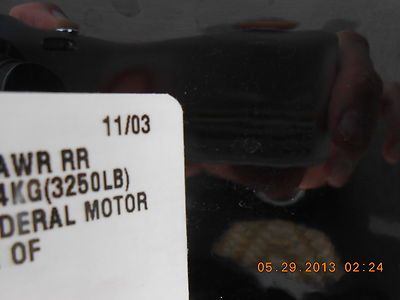 11/03
AWR RR
4KG(3250LB)
DERAL MOTOR
OF
05.29.2013 02:24